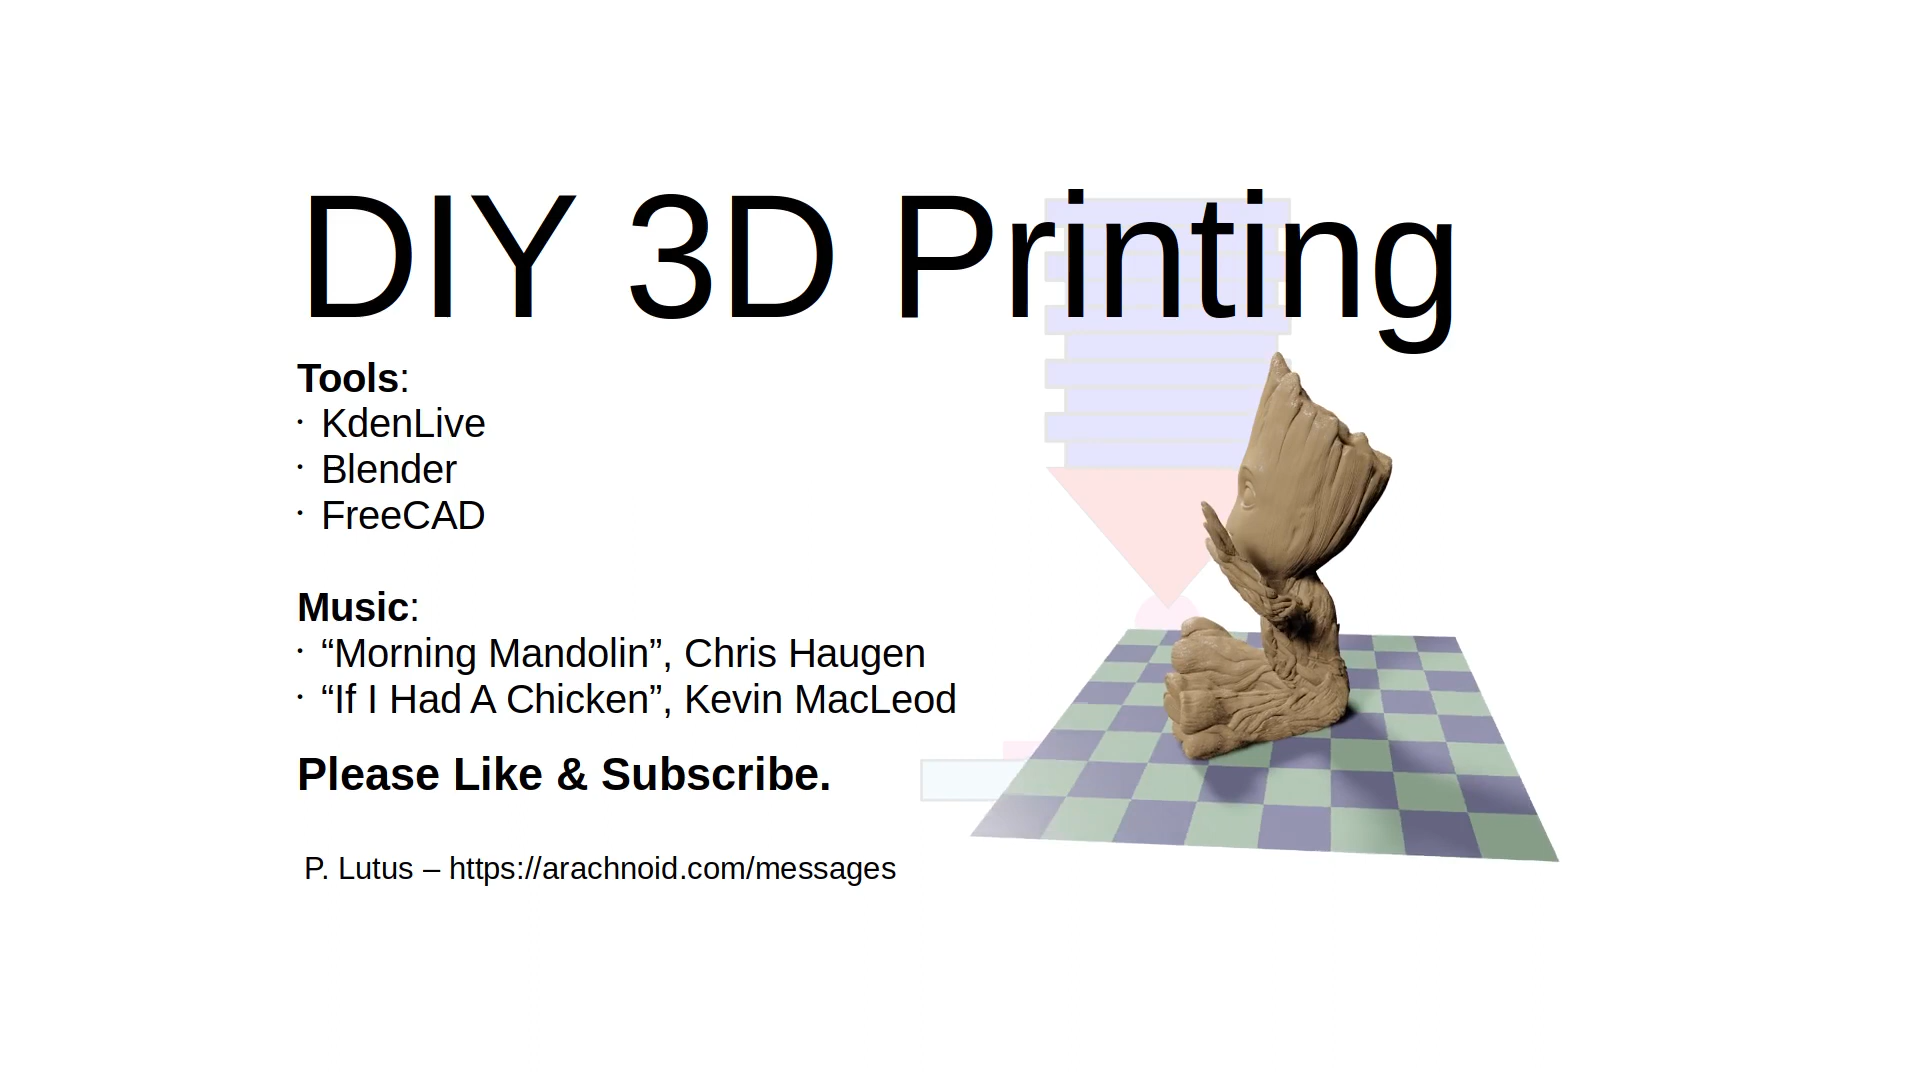 DIY 3D Printing
Tools:
• KdenLive
• Blender
• FreeCAD
Music:
• “Morning Mandolin”, Chris Haugen
• “If I Had A Chicken”, Kevin MacLeod
Please Like & Subscribe.
P. Lutus – https://arachnoid.com/messages